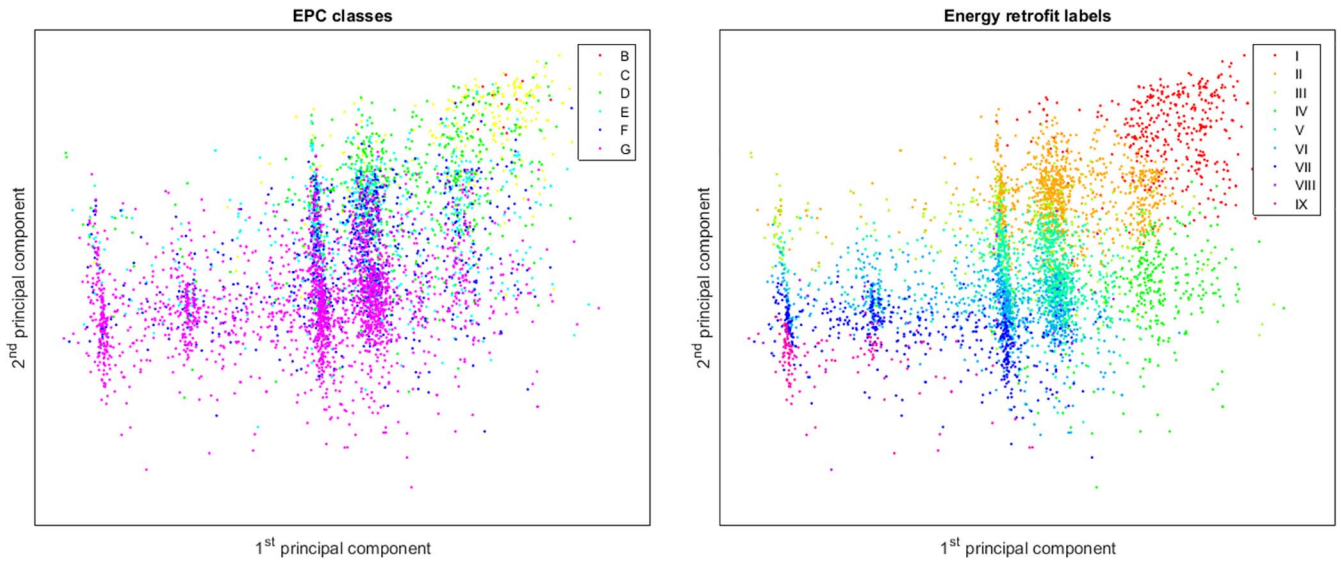 EPC classes
B
C
D
E
F
G
2nd principal component
1st principal component
Energy retrofit labels
I
II
III
IV
V
VI
VII
VIII
IX
2nd principal component
1st principal component